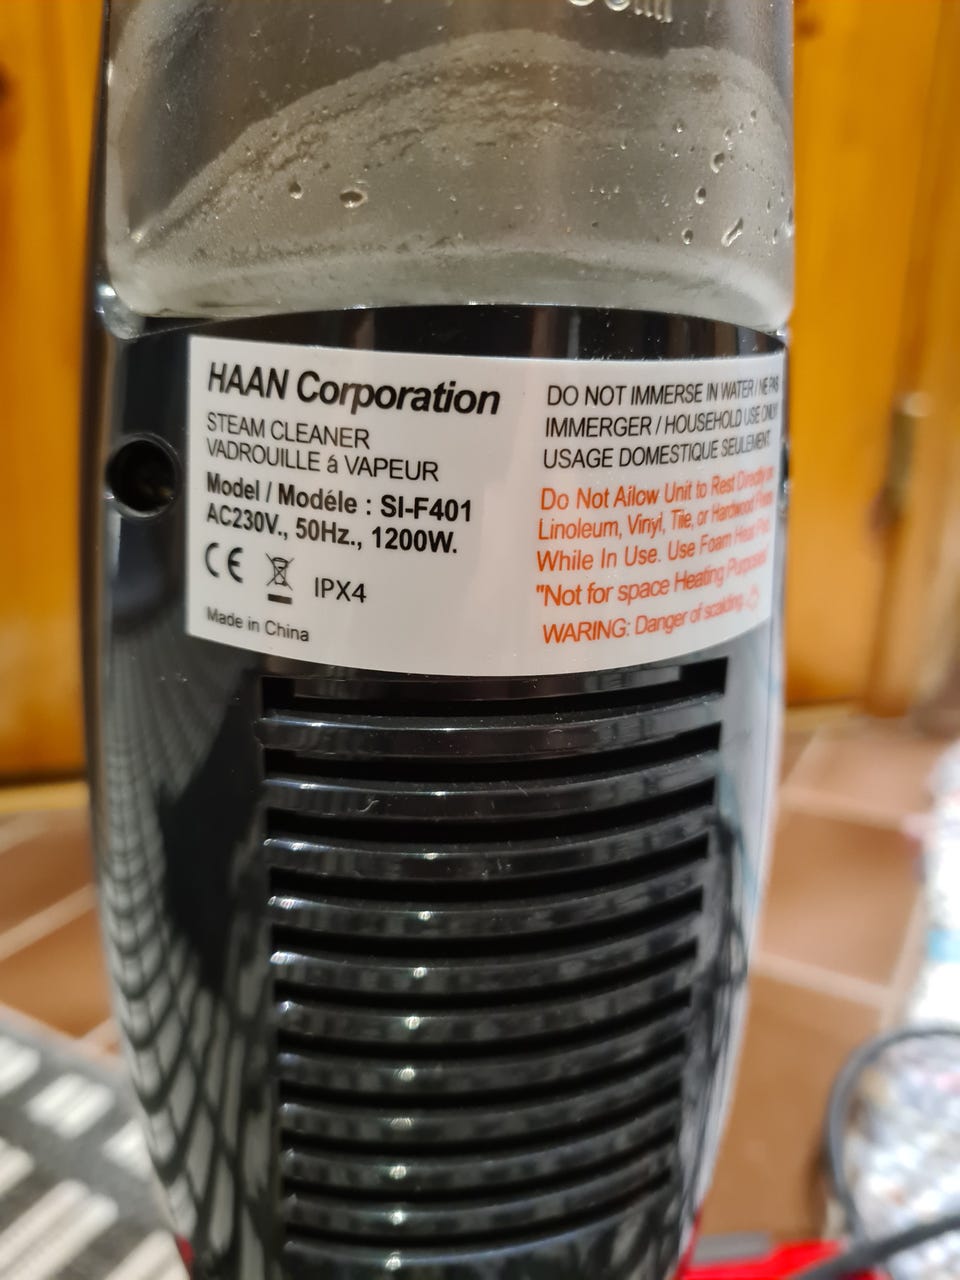 HAAN Corporation
STEAM CLEANER
VADROUILLE á VAPEUR
Model / Modéle : SI-F401
AC230V., 50Hz., 1200W.
CE IPX4
Made in China
DO NOT IMMERSE IN WATER / NE PAS
IMMERGER / HOUSEHOLD USE ONLY
USAGE DOMESTIQUE SEULEMENT.
Do Not Ailow Unit to Rest Directly on
Linoleum, Vinyl, Tile, or Hardwood Floors
While In Use. Use Foam Heat Pad.
"Not for space Heating Purposes"
WARING: Danger of scalding.